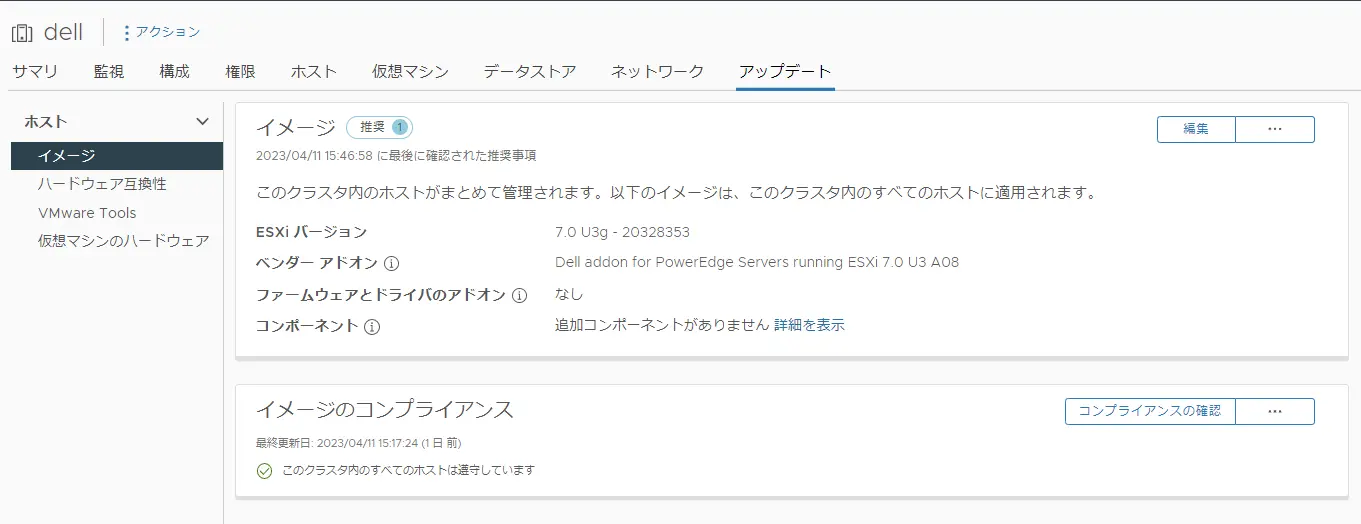 dell
アクション
サマリ 監視 構成 権限 ホスト 仮想マシン データストア ネットワーク アップデート
ホスト
イメージ
ハードウェア互換性
VMware Tools
仮想マシンのハードウェア
イメージ 推奨 1
編集 ...
2023/04/11 15:46:58 に最後に確認された推奨事項
このクラスタ内のホストがまとめて管理されます。以下のイメージは、このクラスタ内のすべてのホストに適用されます。
ESXi バージョン 7.0 U3g - 20328353
ベンダー アドオン Dell addon for PowerEdge Servers running ESXi 7.0 U3 A08
ファームウェアとドライバのアドオン なし
コンポーネント 追加コンポーネントがありません 詳細を表示
イメージのコンプライアンス
コンプライアンスの確認 ...
最終更新日: 2023/04/11 15:17:24 (1 日 前)
このクラスタ内のすべてのホストは遵守しています